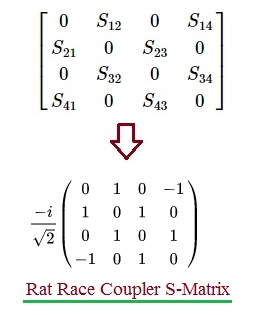 0 S12 0 S14
S21 0 S23 0
0 S32 0 S34
S41 0 S43 0
-i/√2
0 1 0 -1
1 0 1 0
0 1 0 1
-1 0 1 0
Rat Race Coupler S-Matrix